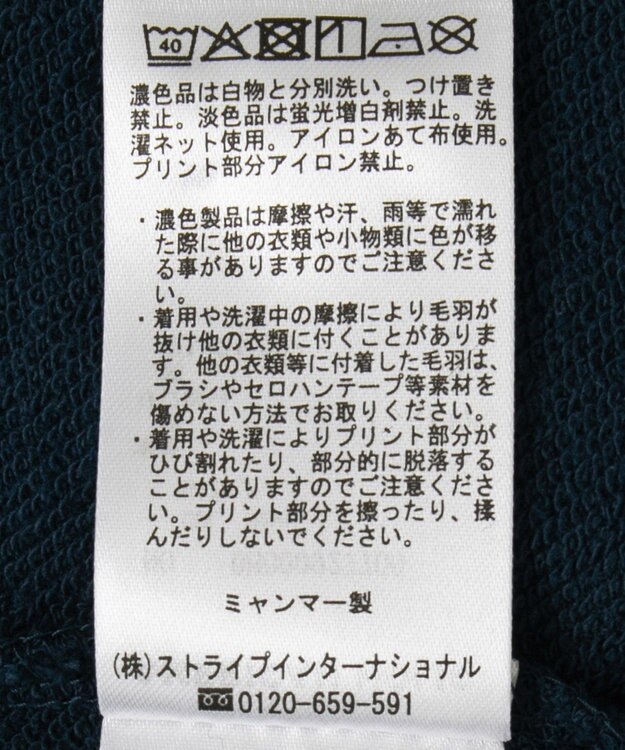 40
濃色品は白物と分別洗い。つけ置き
禁止。淡色品は蛍光増白剤禁止。洗
濯ネット使用。アイロンあて布使用。
プリント部分アイロン禁止。
・濃色製品は摩擦や汗、雨等で濡れ
た際に他の衣類や小物類に色が移
る事がありますのでご注意くださ
い。
・着用や洗濯中の摩擦により毛羽が
抜け他の衣類に付くことがありま
す。他の衣類等に付着した毛羽は、
ブラシやセロハンテープ等素材を
傷めない方法でお取りください。
・着用や洗濯によりプリント部分が
ひび割れたり、部分的に脱落する
ことがありますのでご注意くださ
い。プリント部分を擦ったり、揉
んだりしないでください。
ミャンマー製
(株)ストライプインターナショナル
0120-659-591